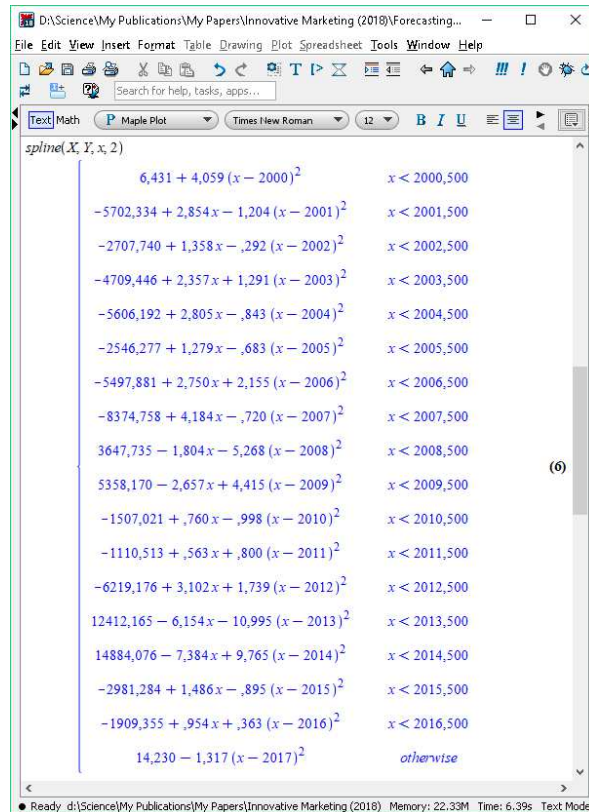 D:\Science\My Publications\My Papers\Innovative Marketing (2018)\Forecasting...
File Edit View Insert Format Table Drawing Plot Spreadsheet Tools Window Help
Search for help, tasks, apps...
Text Math P Maple Plot Times New Roman 12 B I U
spline(X, Y, x, 2)
6,431 + 4,059 (x − 2000)² x < 2000,500
−5702,334 + 2,854 x − 1,204 (x − 2001)² x < 2001,500
−2707,740 + 1,358 x − ,292 (x − 2002)² x < 2002,500
−4709,446 + 2,357 x + 1,291 (x − 2003)² x < 2003,500
−5606,192 + 2,805 x − ,843 (x − 2004)² x < 2004,500
−2546,277 + 1,279 x − ,683 (x − 2005)² x < 2005,500
−5497,881 + 2,750 x + 2,155 (x − 2006)² x < 2006,500
−8374,758 + 4,184 x − ,720 (x − 2007)² x < 2007,500
3647,735 − 1,804 x − 5,268 (x − 2008)² x < 2008,500
5358,170 − 2,657 x + 4,415 (x − 2009)² x < 2009,500
(6)
−1507,021 + ,760 x − ,998 (x − 2010)² x < 2010,500
−1110,513 + ,563 x + ,800 (x − 2011)² x < 2011,500
−6219,176 + 3,102 x + 1,739 (x − 2012)² x < 2012,500
12412,165 − 6,154 x − 10,995 (x − 2013)² x < 2013,500
14884,076 − 7,384 x + 9,765 (x − 2014)² x < 2014,500
−2981,284 + 1,486 x − ,895 (x − 2015)² x < 2015,500
−1909,355 + ,954 x + ,363 (x − 2016)² x < 2016,500
14,230 − 1,317 (x − 2017)² otherwise
Ready d:\Science\My Publications\My Papers\Innovative Marketing (2018) Memory: 22.33M Time: 6.39s Text Mode